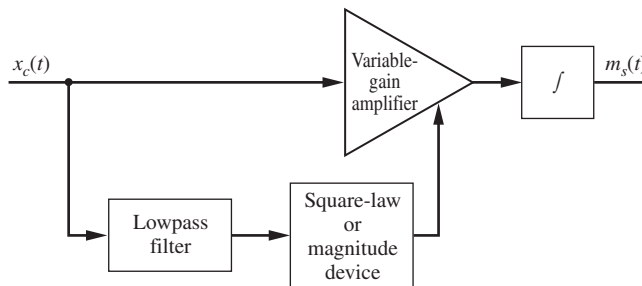 x_c(t)
Variable-
gain
amplifier
∫
m_s(t)
Lowpass
filter
Square-law
or
magnitude
device